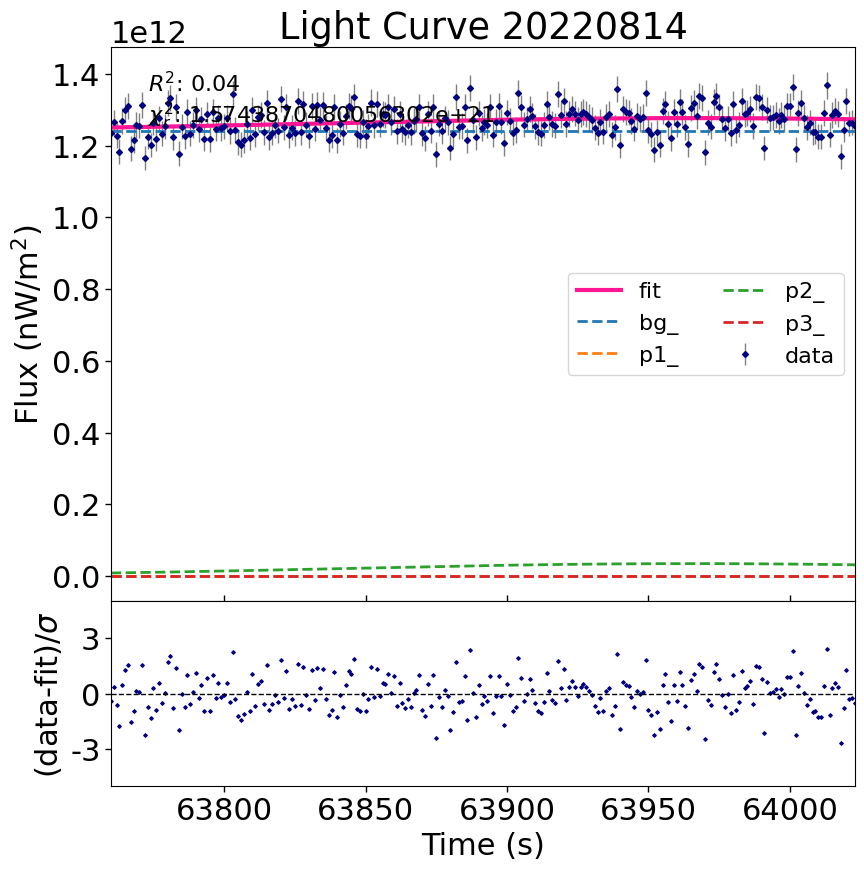 Light Curve 20220814
1e12
R²: 0.04
1.4
1.2
1.0
0.8
0.6
0.4
0.2
0.0
Flux (nW/m²)
fit
bg_
p1_
p2_
p3_
data
3
0
-3
(data-fit)/σ
63800 63850 63900 63950 64000
Time (s)